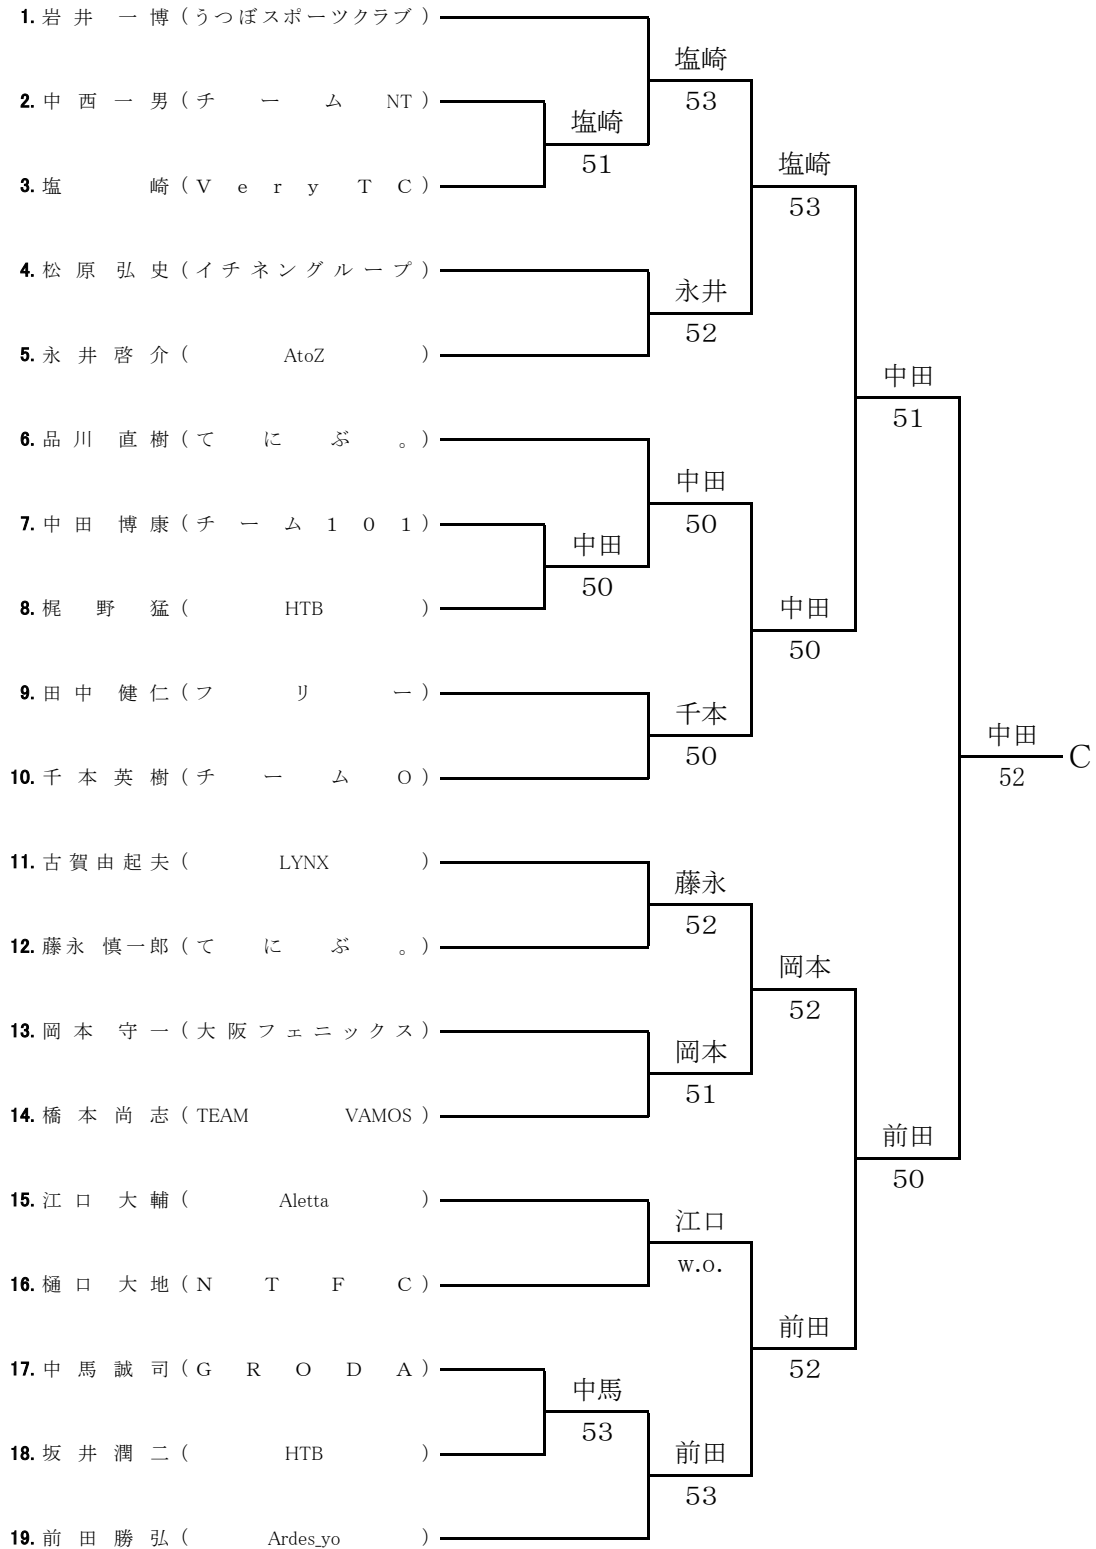 1. 岩井 一博(うつぼスポーツクラブ)
塩崎
53
2. 中西一男(チームNT)
塩崎
51
塩崎
53
3. 塩崎(Very TC)
4. 松原弘史(イチネングループ)
永井
52
5. 永井啓介(AtoZ)
中田
51
6. 品川 直樹(てにぶ。)
中田
50
7. 中田 博康(チーム101)
中田
50
8. 梶野猛(HTB)
中田
50
9. 田中 健仁(フリー)
千本
50
中田
52
C
10. 千本英樹(チームO)
11. 古賀由起夫(LYNX)
藤永
52
12. 藤永 慎一郎(てにぶ。)
岡本
52
13. 岡本 守一(大阪フェニックス)
岡本
51
14. 橋本尚志(TEAM VAMOS)
前田
50
15. 江口 大輔(Aletta)
江口
w.o.
16. 樋口 大地(NTFC)
前田
52
17. 中馬誠司(GRODA)
中馬
53
18. 坂井潤二(HTB)
前田
53
19. 前田勝弘(Ardes_yo)